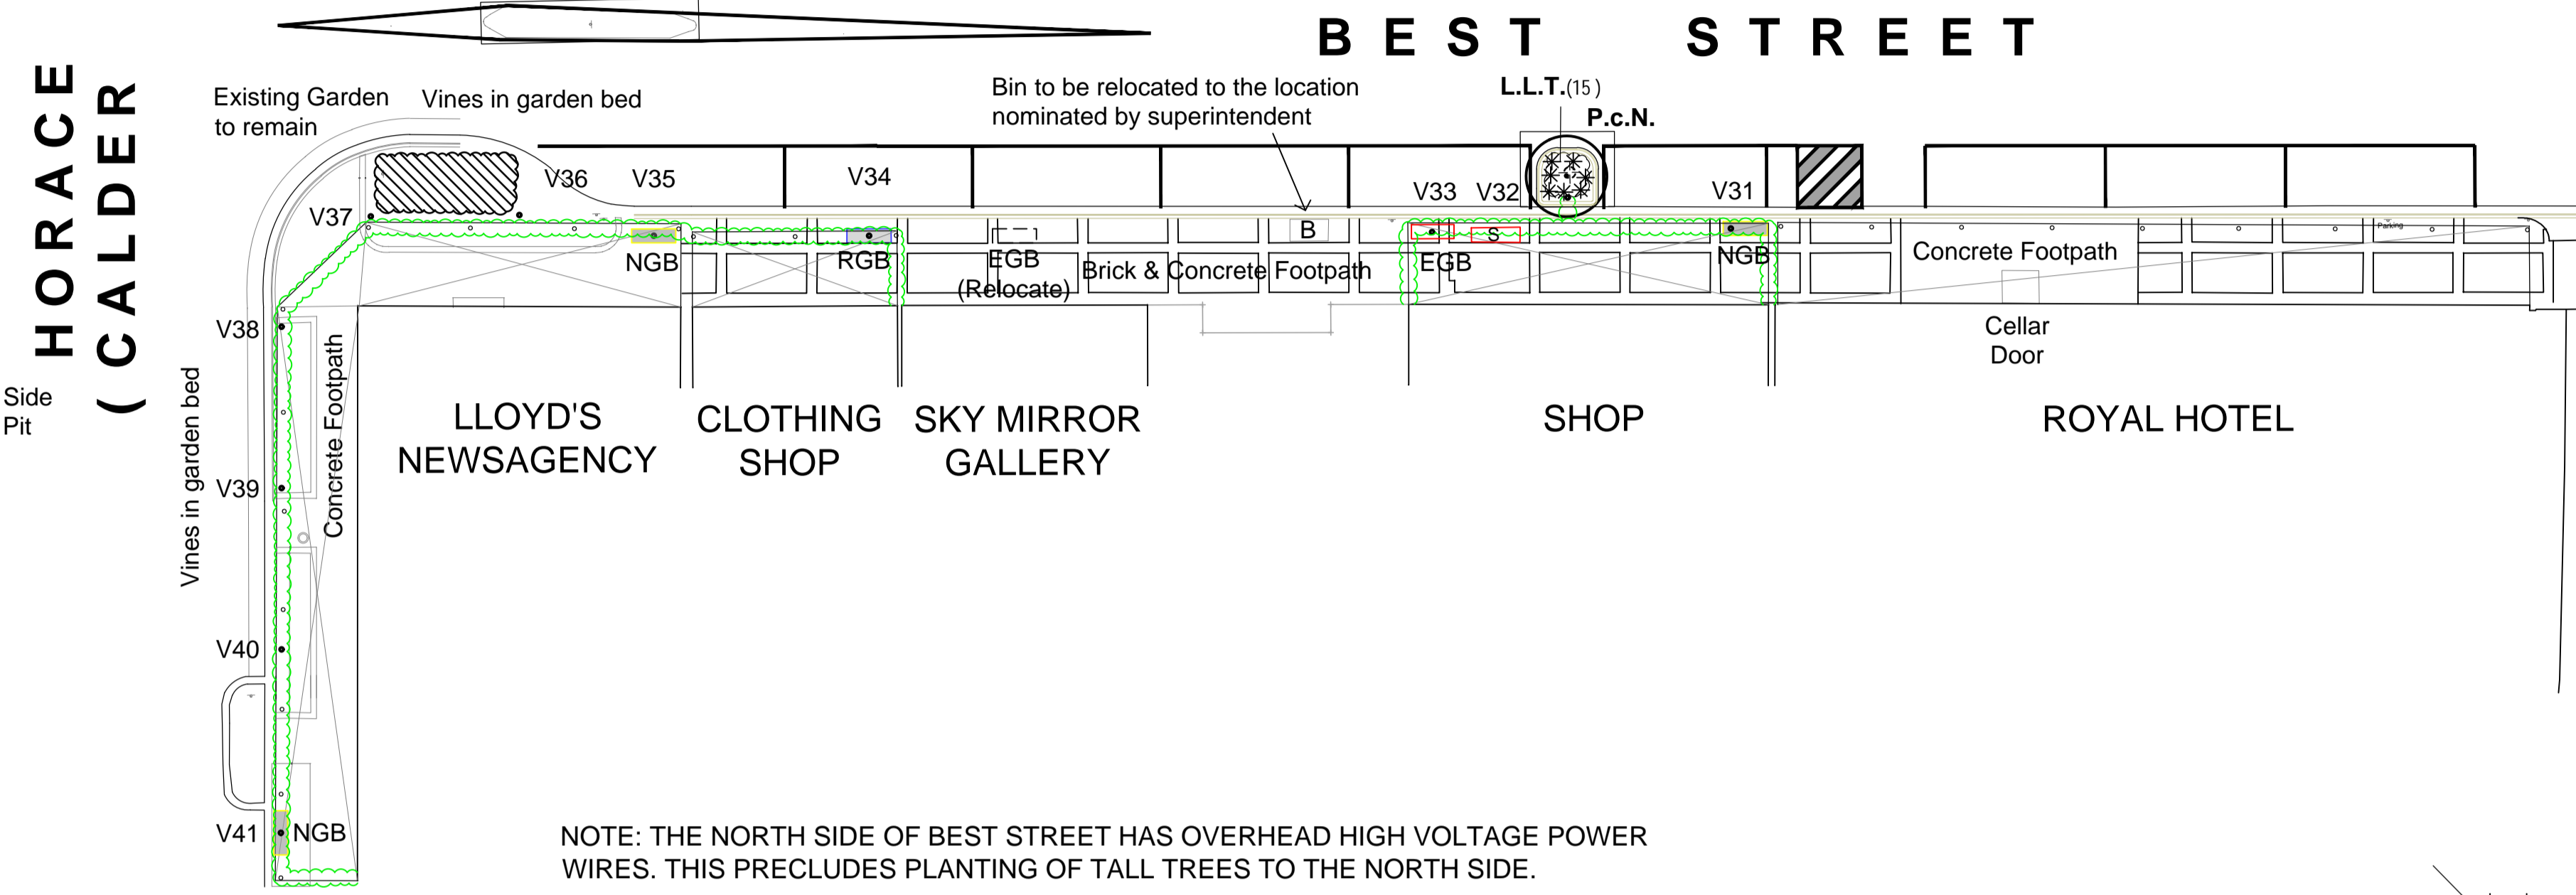 BEST STREET
HORACE
(CALDER
Existing Garden
to remain
Vines in garden bed
Bin to be relocated to the location
nominated by superintendent
L.L.T.(15)
P.c.N.
V37
V36
V35
V34
V33
V32
V31
NGB
RGB
EGB
(Relocate)
B
Brick & Concrete Footpath
EGB
S
NGB
Concrete Footpath
Parking
Cellar
Door
V38
Side
Pit
Vines in garden bed
Concrete Footpath
V39
V40
V41
NGB
LLOYD'S
NEWSAGENCY
CLOTHING
SHOP
SKY MIRROR
GALLERY
SHOP
ROYAL HOTEL
NOTE: THE NORTH SIDE OF BEST STREET HAS OVERHEAD HIGH VOLTAGE POWER
WIRES. THIS PRECLUDES PLANTING OF TALL TREES TO THE NORTH SIDE.